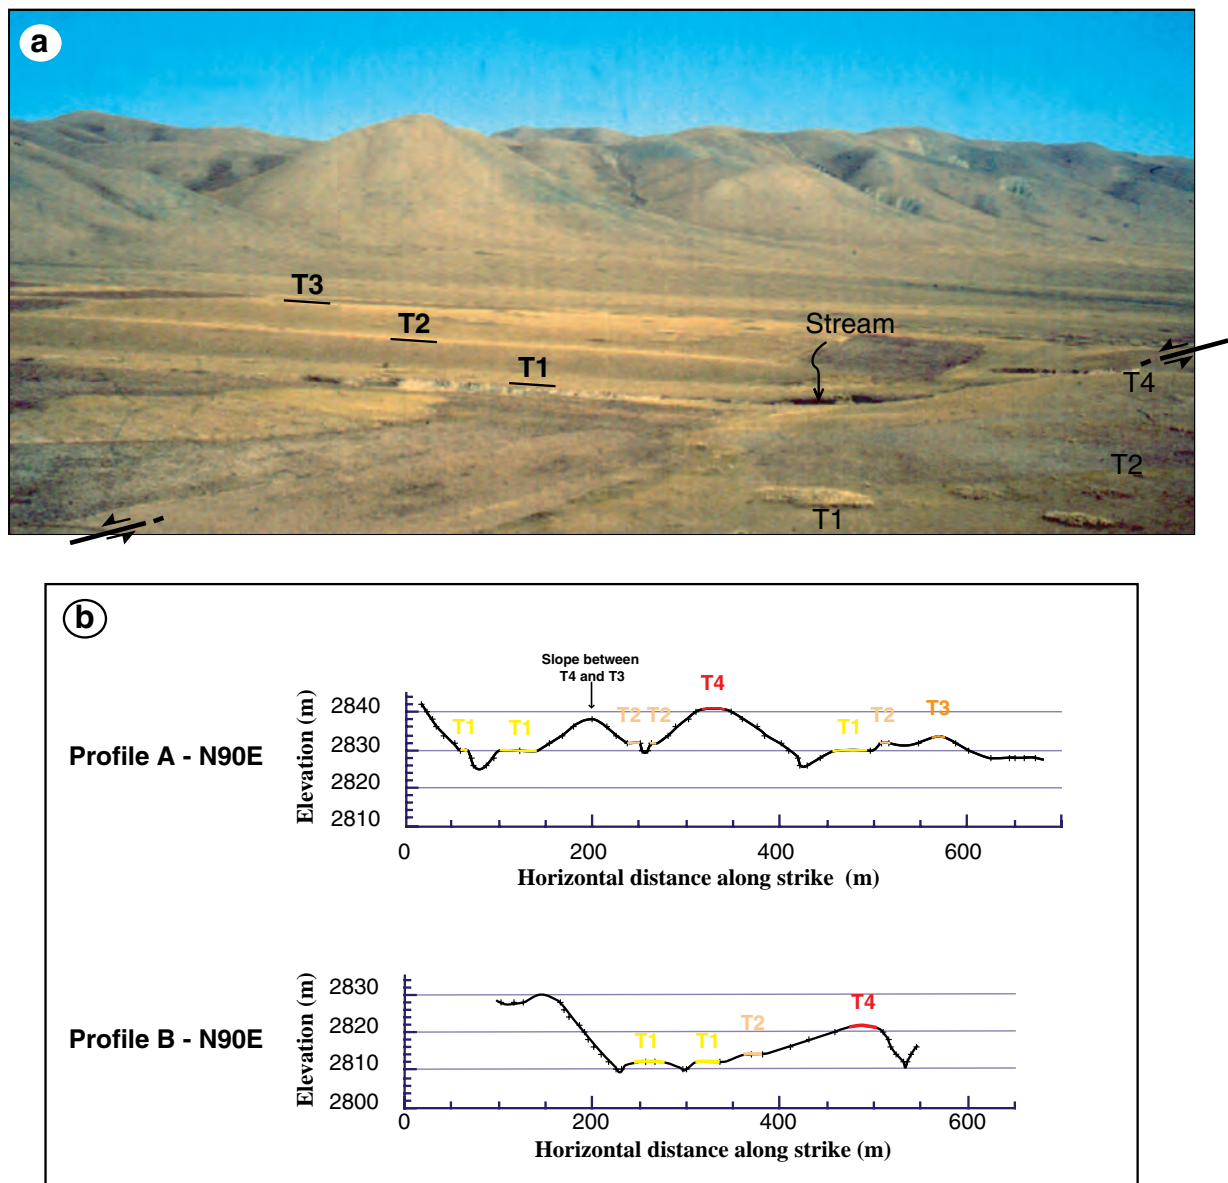 a
T3
T2
T1
Stream
T4
T2
T1
b
Slope between
T4 and T3
T4
T1 T1 T2 T2 T1 T2 T3
Profile A - N90E
Elevation (m)
2840
2830
2820
2810
0 200 400 600
Horizontal distance along strike (m)
T4
T2
T1 T1
Profile B - N90E
Elevation (m)
2830
2820
2810
2800
0 200 400 600
Horizontal distance along strike (m)